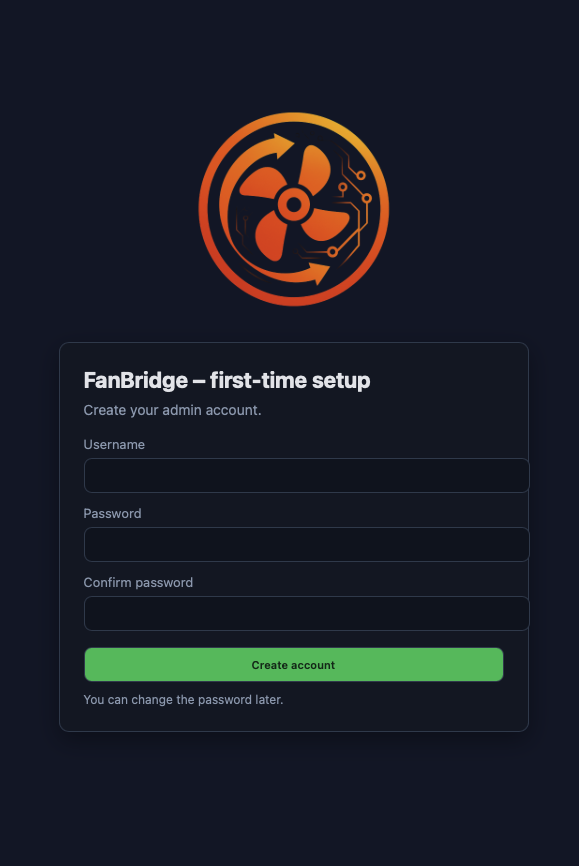 FanBridge – first-time setup
Create your admin account.
Username
Password
Confirm password
Create account
You can change the password later.